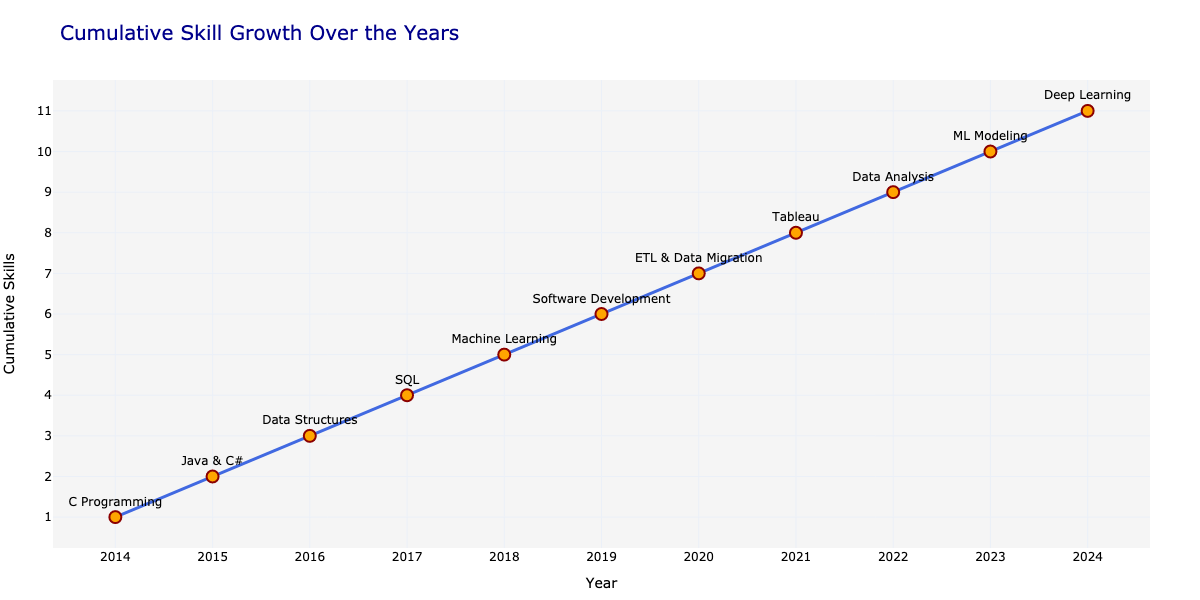 Cumulative Skill Growth Over the Years
Deep Learning
11
ML Modeling
10
Data Analysis
9
Tableau
8
ETL & Data Migration
7
Software Development
6
Machine Learning
5
SQL
4
Data Structures
3
Java & C#
2
C Programming
1
Cumulative Skills
2014 2015 2016 2017 2018 2019 2020 2021 2022 2023 2024
Year